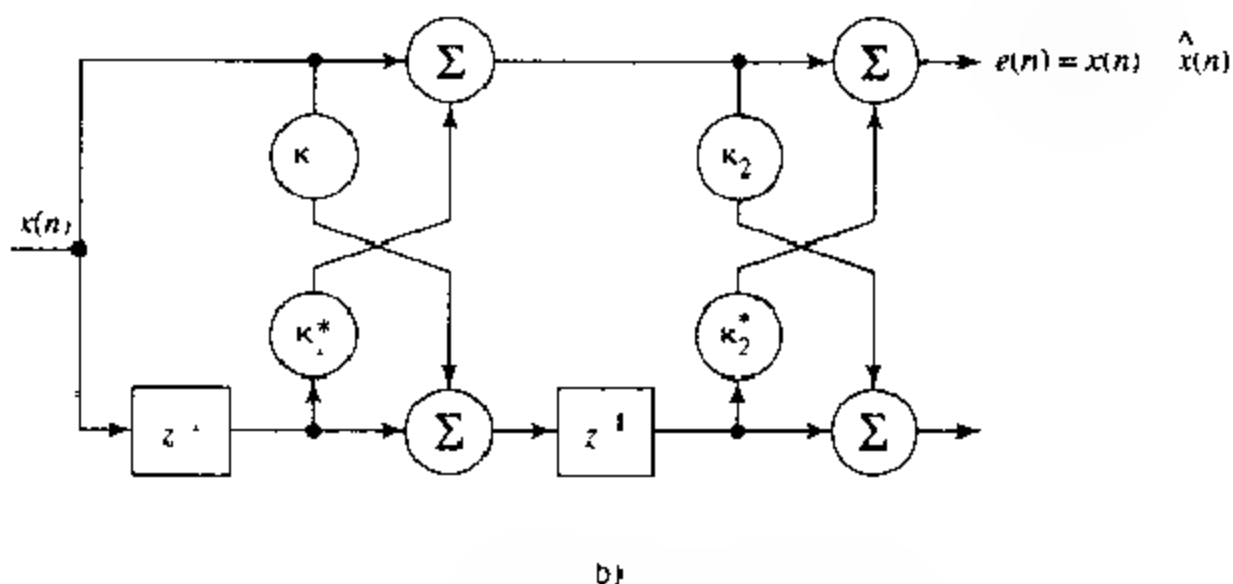 Σ
Σ
e(n) = x(n) x̂(n)
κ
κ₂
x(n)
κ*
κ₂*
z
Σ
z 1
Σ
b)